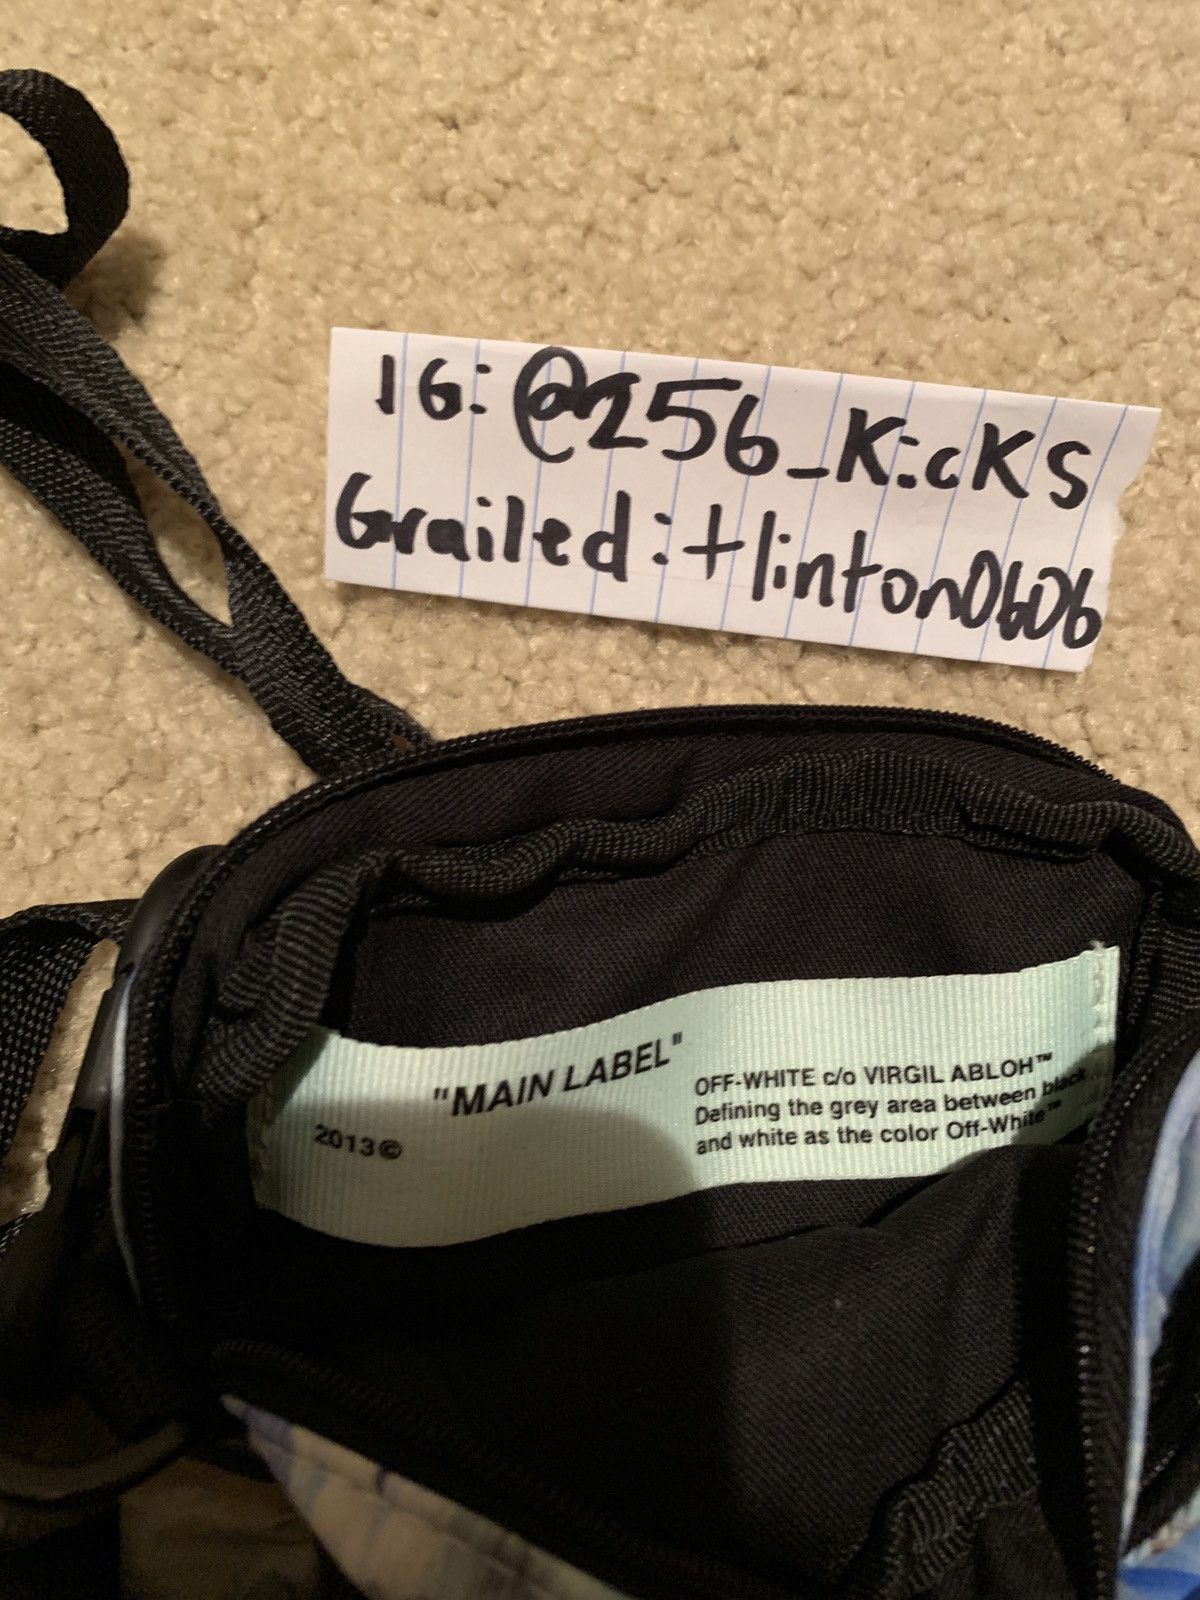 IG: @256_KicKS
Grailed: tlinton0606
"MAIN LABEL"
2013©
OFF-WHITE c/o VIRGIL ABLOH™
Defining the grey area between black
and white as the color Off-White™